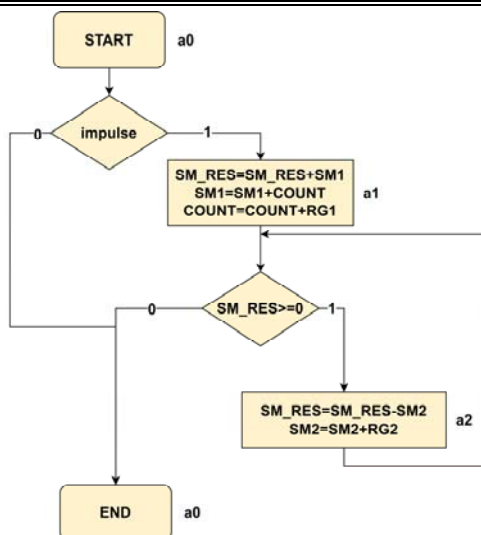 START a0
0 impulse 1
SM_RES=SM_RES+SM1
SM1=SM1+COUNT a1
COUNT=COUNT+RG1
0 SM_RES>=0 1
SM_RES=SM_RES-SM2
SM2=SM2+RG2 a2
END a0